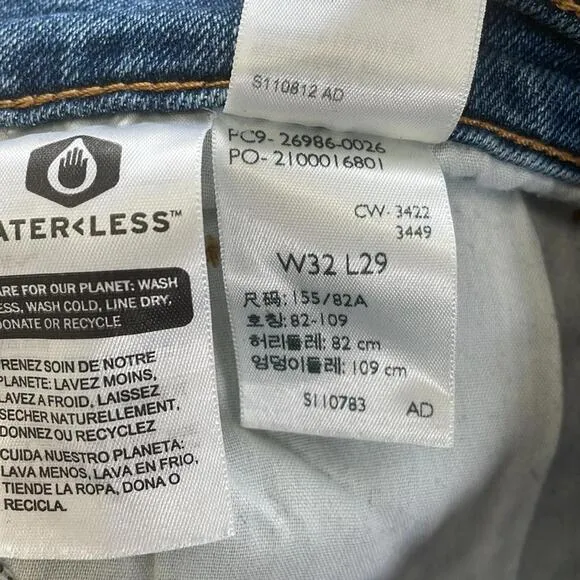 S110812 AD
PC9- 26986-0026
PO- 2100016801
CW- 3422
3449
W32 L29
尺码: 155/82A
호칭: 82-109
허리둘레: 82 cm
엉덩이둘레: 109 cm
S110783 AD
ATER<LESS™
ARE FOR OUR PLANET: WASH
ESS, WASH COLD, LINE DRY,
DONATE OR RECYCLE
PRENEZ SOIN DE NOTRE
PLANETE: LAVEZ MOINS,
LAVEZ A FROID, LAISSEZ
SECHER NATURELLEMENT,
DONNEZ OU RECYCLEZ
CUIDA NUESTRO PLANETA:
LAVA MENOS, LAVA EN FRIO,
TIENDE LA ROPA, DONA O
RECICLA.